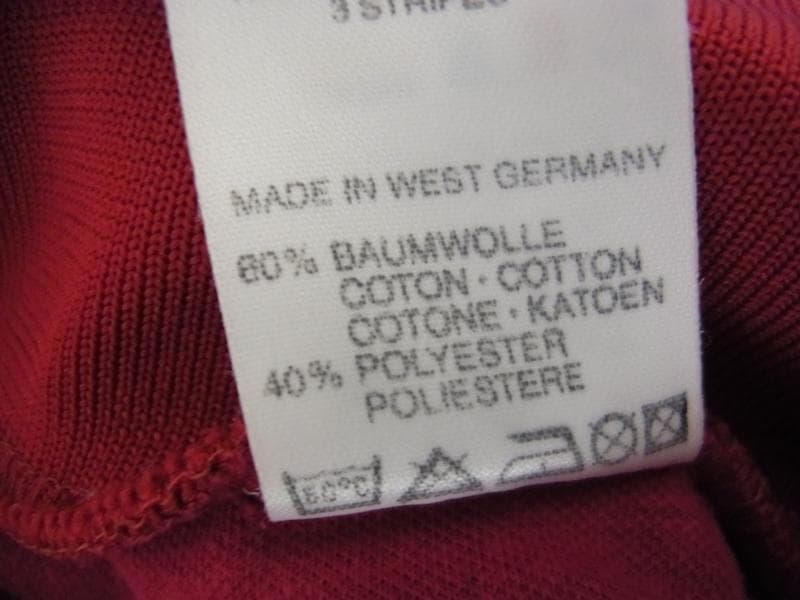 3 STRIPES
MADE IN WEST GERMANY
60% BAUMWOLLE
COTON · COTTON
COTONE · KATOEN
40% POLYESTER
POLIESTERE
60°C